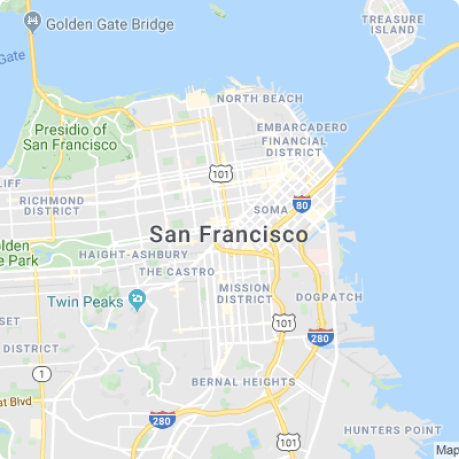 Golden Gate Bridge
TREASURE
ISLAND
Gate
NORTH BEACH
Presidio of
San Francisco
EMBARCADERO
FINANCIAL
DISTRICT
101
CLIFF
RICHMOND
DISTRICT
80
SOMA
San Francisco
olden
e Park
HAIGHT-ASHBURY
THE CASTRO
Twin Peaks
MISSION
DISTRICT
DOGPATCH
SET
DISTRICT
101
280
1
BERNAL HEIGHTS
at Blvd
280
101
HUNTERS POINT
Map